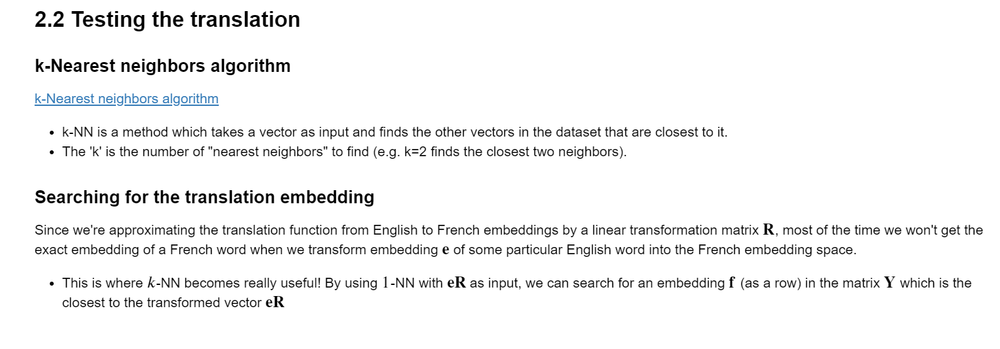 2.2 Testing the translation
k-Nearest neighbors algorithm
k-Nearest neighbors algorithm
• k-NN is a method which takes a vector as input and finds the other vectors in the dataset that are closest to it.
• The 'k' is the number of "nearest neighbors" to find (e.g. k=2 finds the closest two neighbors).
Searching for the translation embedding
Since we're approximating the translation function from English to French embeddings by a linear transformation matrix R, most of the time we won't get the
exact embedding of a French word when we transform embedding e of some particular English word into the French embedding space.
• This is where k-NN becomes really useful! By using 1-NN with eR as input, we can search for an embedding f (as a row) in the matrix Y which is the
closest to the transformed vector eR